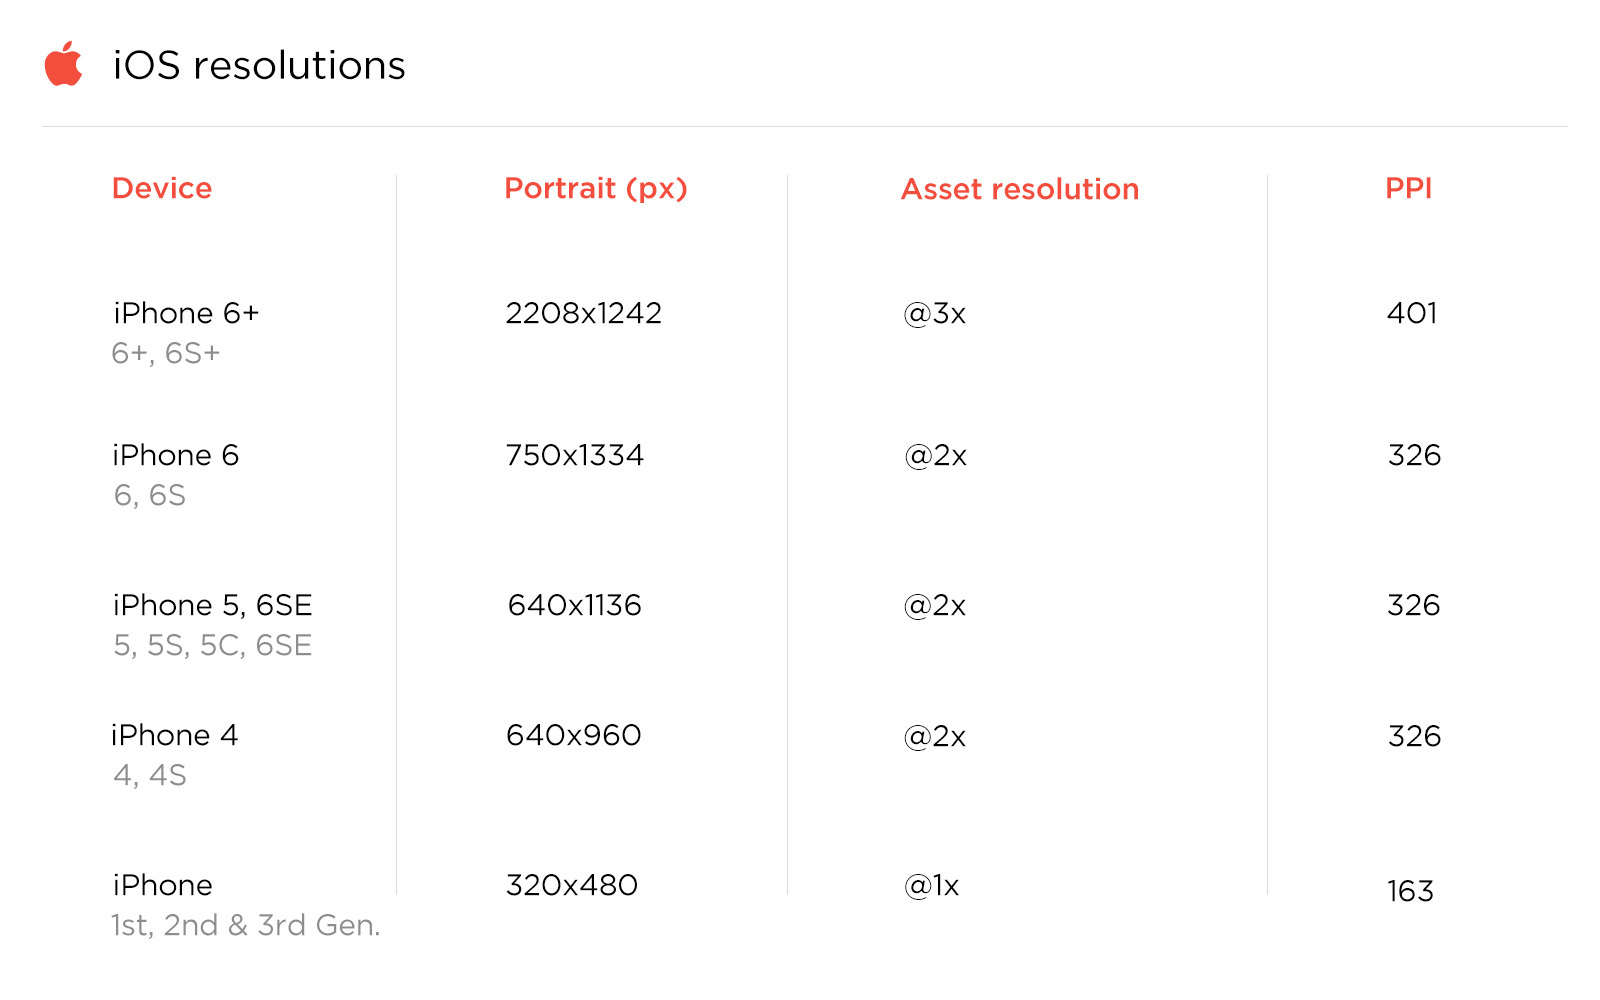 iOS resolutions
Device Portrait (px) Asset resolution PPI
iPhone 6+ 2208x1242 @3x 401
6+, 6S+
iPhone 6 750x1334 @2x 326
6, 6S
iPhone 5, 6SE 640x1136 @2x 326
5, 5S, 5C, 6SE
iPhone 4 640x960 @2x 326
4, 4S
iPhone 320x480 @1x 163
1st, 2nd & 3rd Gen.